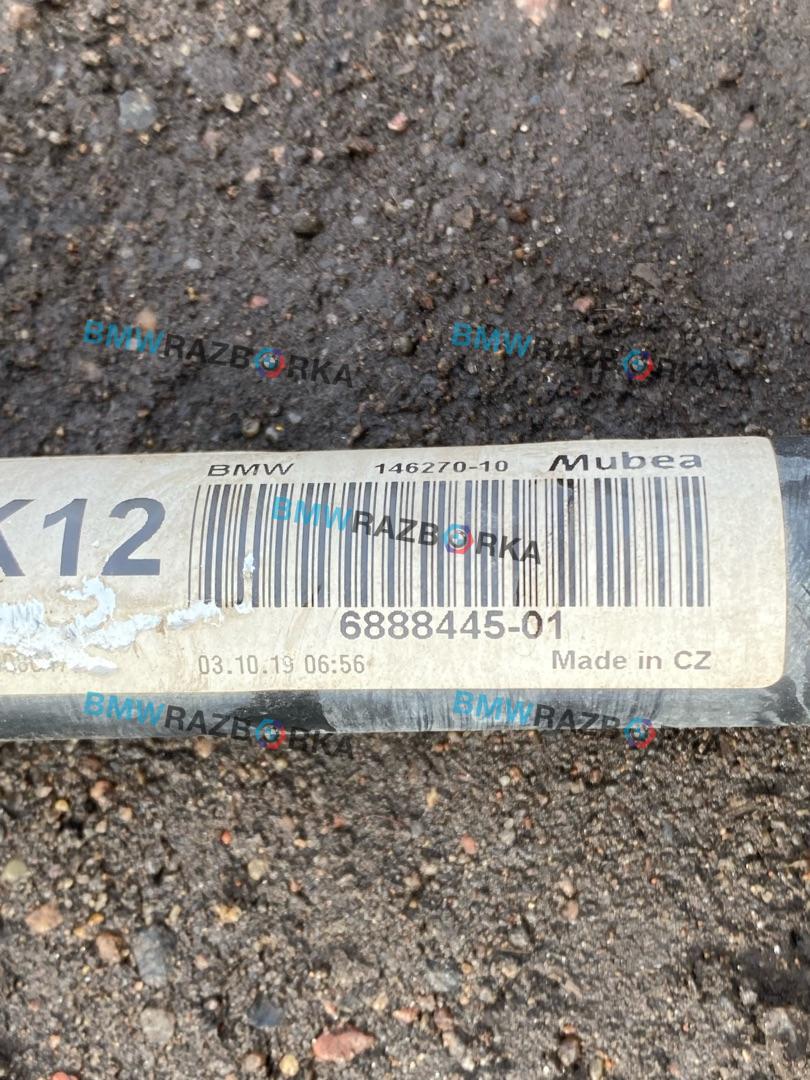 BMWRAZBORKA BMWRAZBORKA
BMW 146270-10 Mubea
K12
BMWRAZBORKA
6888445-01
03.10.19 06:56 Made in CZ
BMWRAZBORKA BMWRAZBORKA